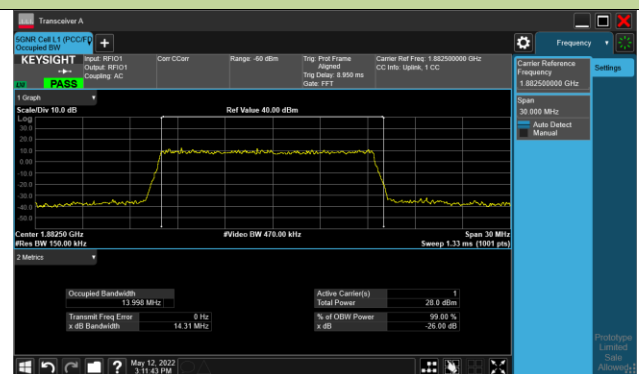 Transceiver A
5GNR Cell I,1 (PCC/FD
Occupied BW
Frequency
KEYSIGHT
Input: RFIO1
Output: RFIO1
Coupling: AC
Corr CCorr
Range: -60 dBm
Trig: Prot Frame
Aligned
Trig Delay: 8.950 ms
Gate: FFT
Carrier Ref Freq: 1.882500000 GHz
CC Info: Uplink, 1 CC
PASS
Carrier Reference
Frequency
1.882500000 GHz
Settings
Span
30.000 MHz
Auto Detect
Manual
1 Graph
Scale/Div 10.0 dB
Ref Value 40.00 dBm
Log
30.0
20.0
10.0
0.00
-10.0
-20.0
-30.0
-40.0
-50.0
Center 1.88250 GHz
#Video BW 470.00 kHz
Span 30 MHz
#Res BW 150.00 kHz
Sweep 1.33 ms (1001 pts)
2 Metrics
Occupied Bandwidth
13.998 MHz
Active Carrier(s) 1
Total Power 28.0 dBm
Transmit Freq Error 0 Hz
x dB Bandwidth 14.31 MHz
% of OBW Power 99.00 %
x dB -26.00 dB
Prototype
Limited
Sale
Allowed
May 12, 2022
3:11:43 PM